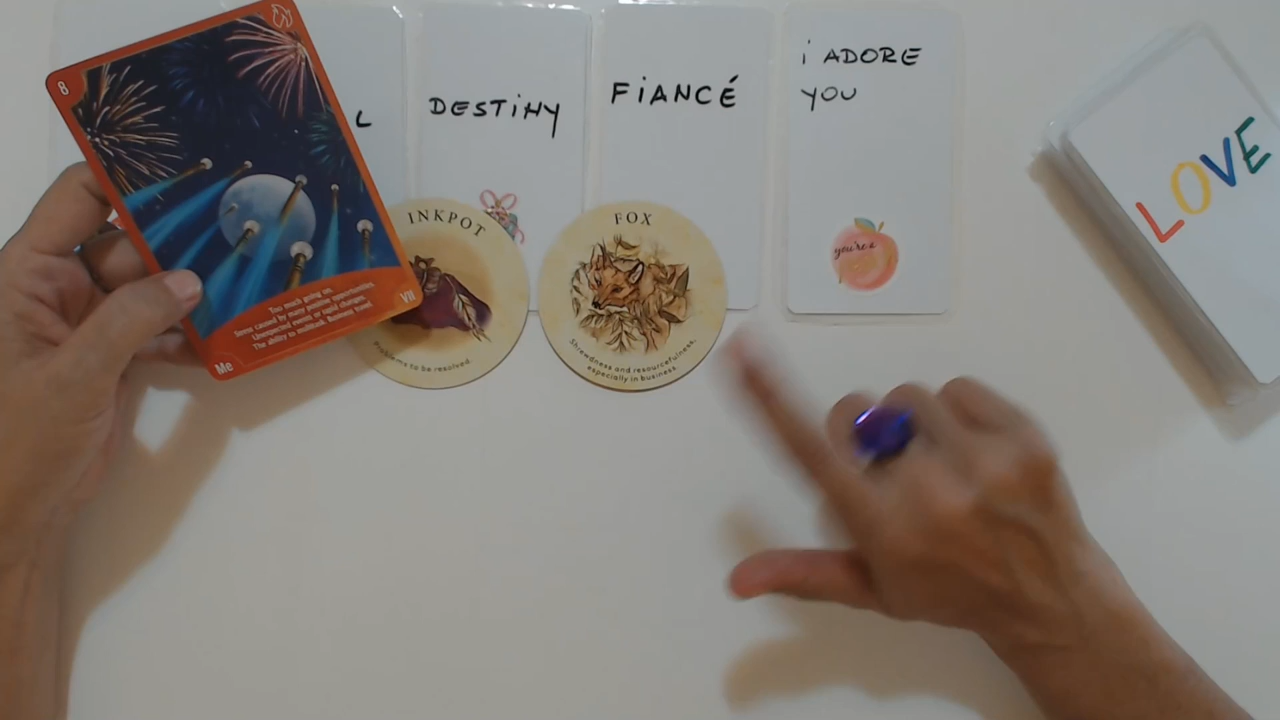 8
Too much going on.
Stress caused by many positive opportunities.
Unexpected events or rapid changes.
The ability to multitask. Business travel
Me
VII
L
DESTINY
FIANCÉ
i ADORE
YOU
you're a
LOVE
INKPOT
Problems to be resolved.
FOX
Shrewdness and resourcefulness,
especially in business.